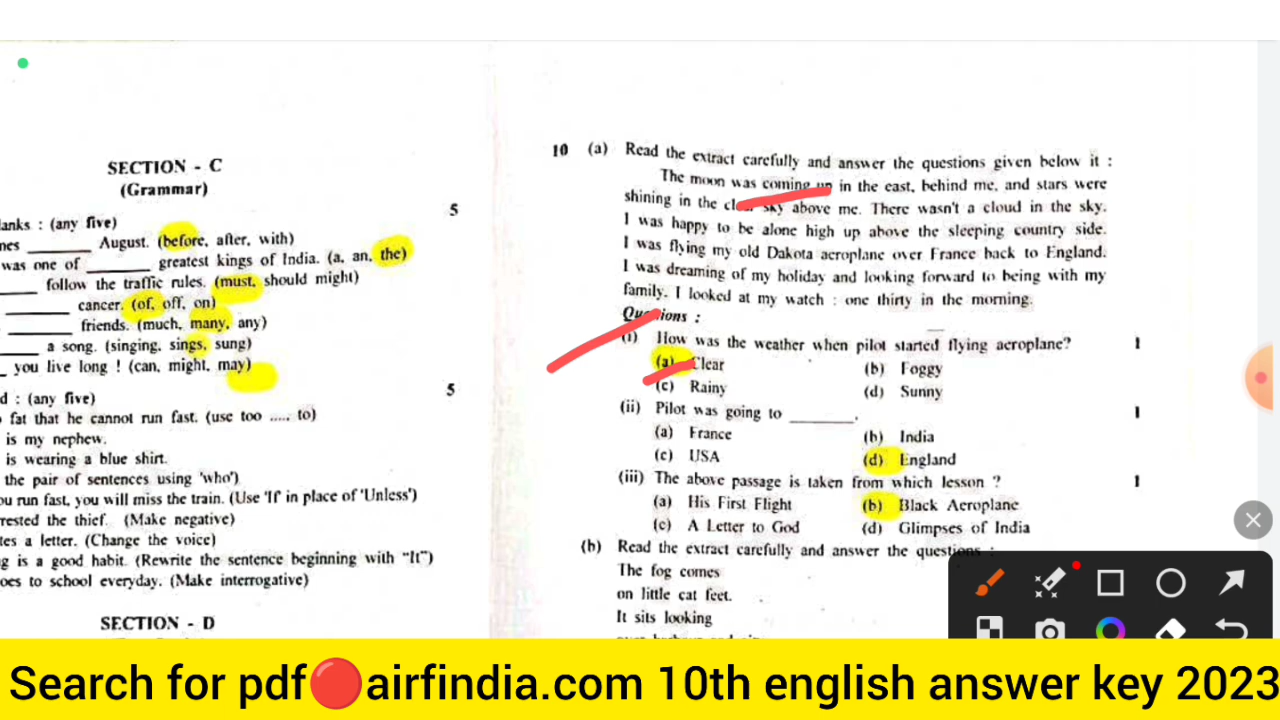 SECTION - C
(Grammar)
lanks : (any five) 5
nes ______ August. (before, after, with)
was one of ______ greatest kings of India. (a, an, the)
______ follow the traffic rules. (must, should might)
______ cancer. (of, off, on)
______ friends. (much, many, any)
______ a song. (singing, sings, sung)
you live long ! (can, might, may)
d : (any five) 5
fat that he cannot run fast. (use too ..... to)
is my nephew.
is wearing a blue shirt.
the pair of sentences using 'who')
ou run fast, you will miss the train. (Use 'If' in place of 'Unless')
rested the thief. (Make negative)
tes a letter. (Change the voice)
g is a good habit. (Rewrite the sentence beginning with "It")
oes to school everyday. (Make interrogative)
SECTION - D
10 (a) Read the extract carefully and answer the questions given below it :
The moon was coming up in the east, behind me, and stars were
shining in the clear sky above me. There wasn't a cloud in the sky.
I was happy to be alone high up above the sleeping country side.
I was flying my old Dakota aeroplane over France back to England.
I was dreaming of my holiday and looking forward to being with my
family. I looked at my watch : one thirty in the morning.
Questions :
(i) How was the weather when pilot started flying aeroplane? 1
(a) Clear (b) Foggy
(c) Rainy (d) Sunny
(ii) Pilot was going to ______. 1
(a) France (b) India
(c) USA (d) England
(iii) The above passage is taken from which lesson ? 1
(a) His First Flight (b) Black Aeroplane
(c) A Letter to God (d) Glimpses of India
(b) Read the extract carefully and answer the questions :
The fog comes
on little cat feet.
It sits looking
Search for pdf🔴airfindia.com 10th english answer key 2023